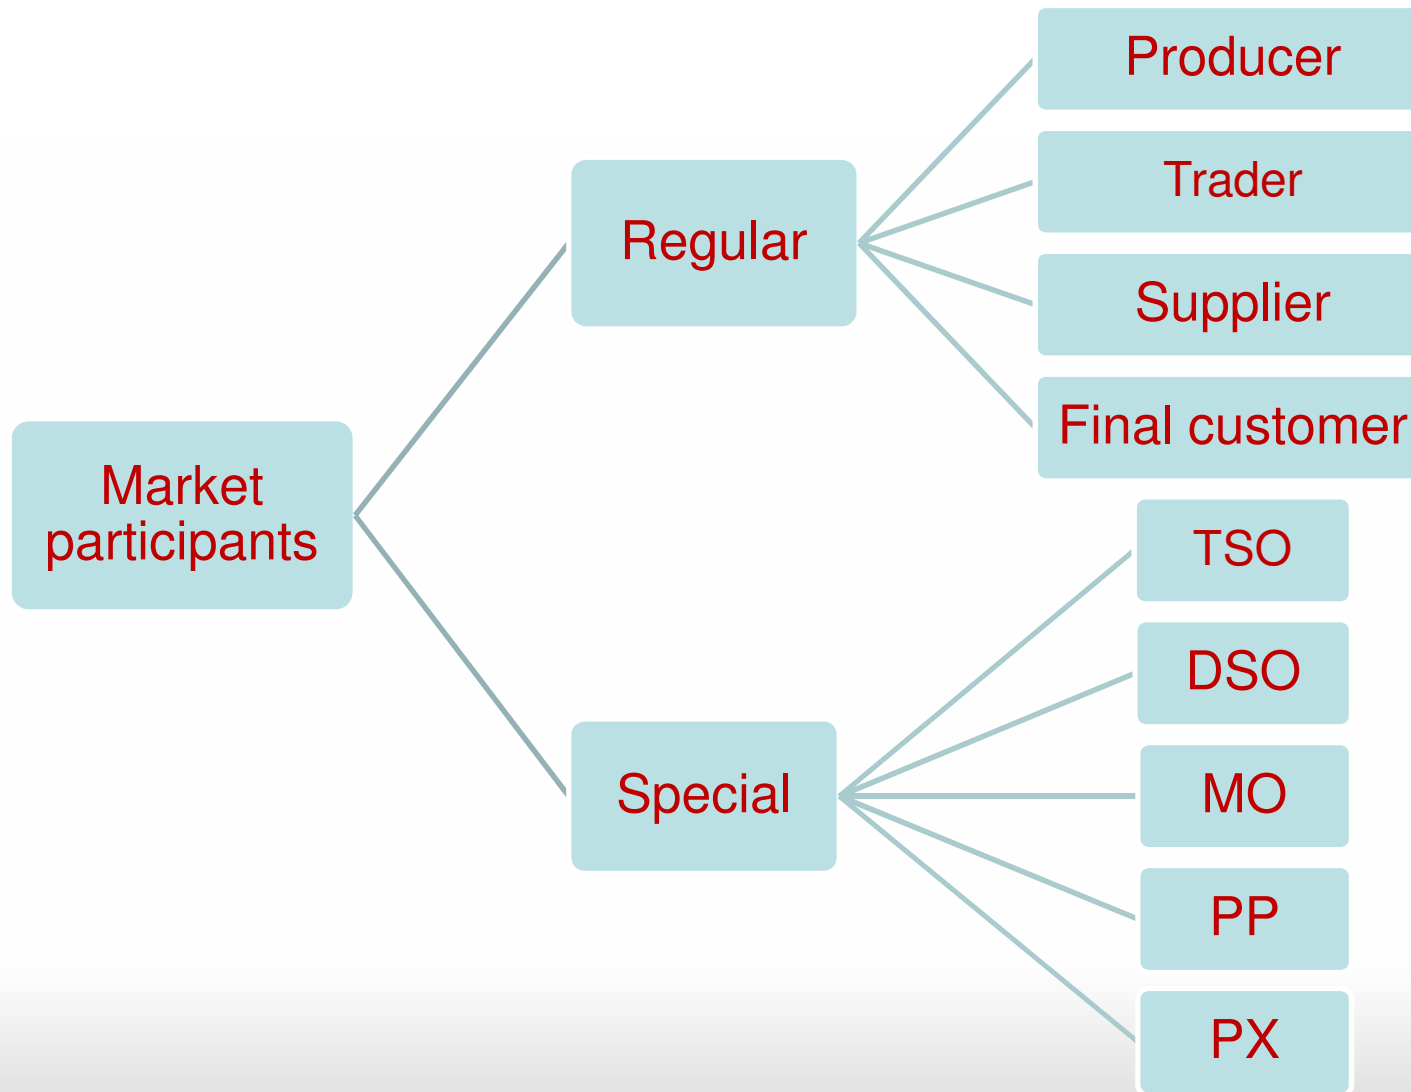 Market
participants
Regular
Producer
Trader
Supplier
Final customer
Special
TSO
DSO
MO
PP
PX